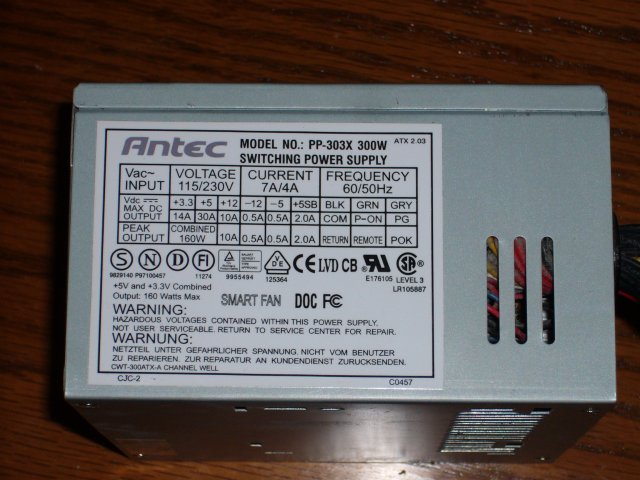 Antec MODEL NO.: PP-303X 300W ATX 2.03
SWITCHING POWER SUPPLY
Vac~ INPUT VOLTAGE 115/230V CURRENT 7A/4A FREQUENCY 60/50Hz
Vdc MAX DC OUTPUT +3.3 +5 +12 -12 -5 +5SB BLK GRN GRY
14A 30A 10A 0.5A 0.5A 2.0A COM P-ON PG
PEAK OUTPUT COMBINED 160W 10A 0.5A 0.5A 2.0A RETURN REMOTE POK
S N D FI VDE CE LVD CB
9829140 P97100457 11274 9955494 125364 E176105 LEVEL 3
LR105887
+5V and +3.3V Combined
Output: 160 Watts Max SMART FAN DOC FC
WARNING:
HAZARDOUS VOLTAGES CONTAINED WITHIN THIS POWER SUPPLY.
NOT USER SERVICEABLE. RETURN TO SERVICE CENTER FOR REPAIR.
WARNUNG:
NETZTEIL UNTER GEFAHRLICHER SPANNUNG. NICHT VOM BENUTZER
ZU REPARIEREN. ZUR REPARATUR AN KUNDENDIENST ZURUCKSENDEN.
CWT-300ATX-A CHANNEL WELL
CJC-2 C0457